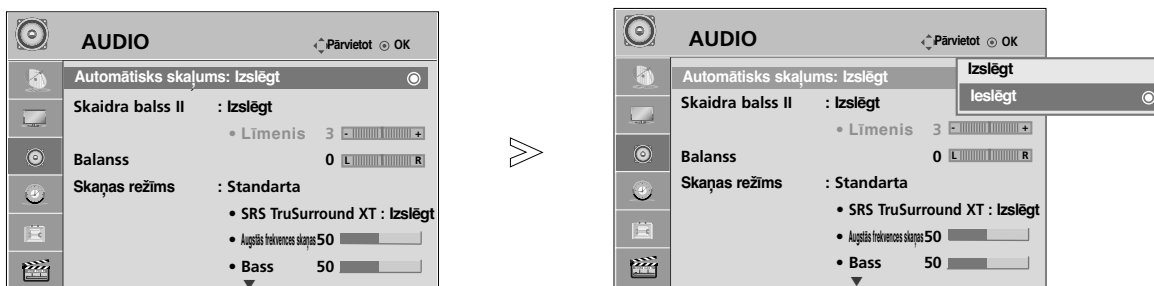 AUDIO
Pārvietot OK
Automātisks skaļums: Izslēgt
Skaidra balss II : Izslēgt
• Līmenis 3 - +
Balanss 0 L R
Skaņas režīms : Standarta
• SRS TruSurround XT : Izslēgt
• Augstās frekvences skaņas 50
• Bass 50
>
AUDIO
Pārvietot OK
Automātisks skaļums: Izslēgt
Izslēgt
Ieslēgt
Skaidra balss II : Izslēgt
• Līmenis 3 - +
Balanss 0 L R
Skaņas režīms : Standarta
• SRS TruSurround XT : Izslēgt
• Augstās frekvences skaņas 50
• Bass 50